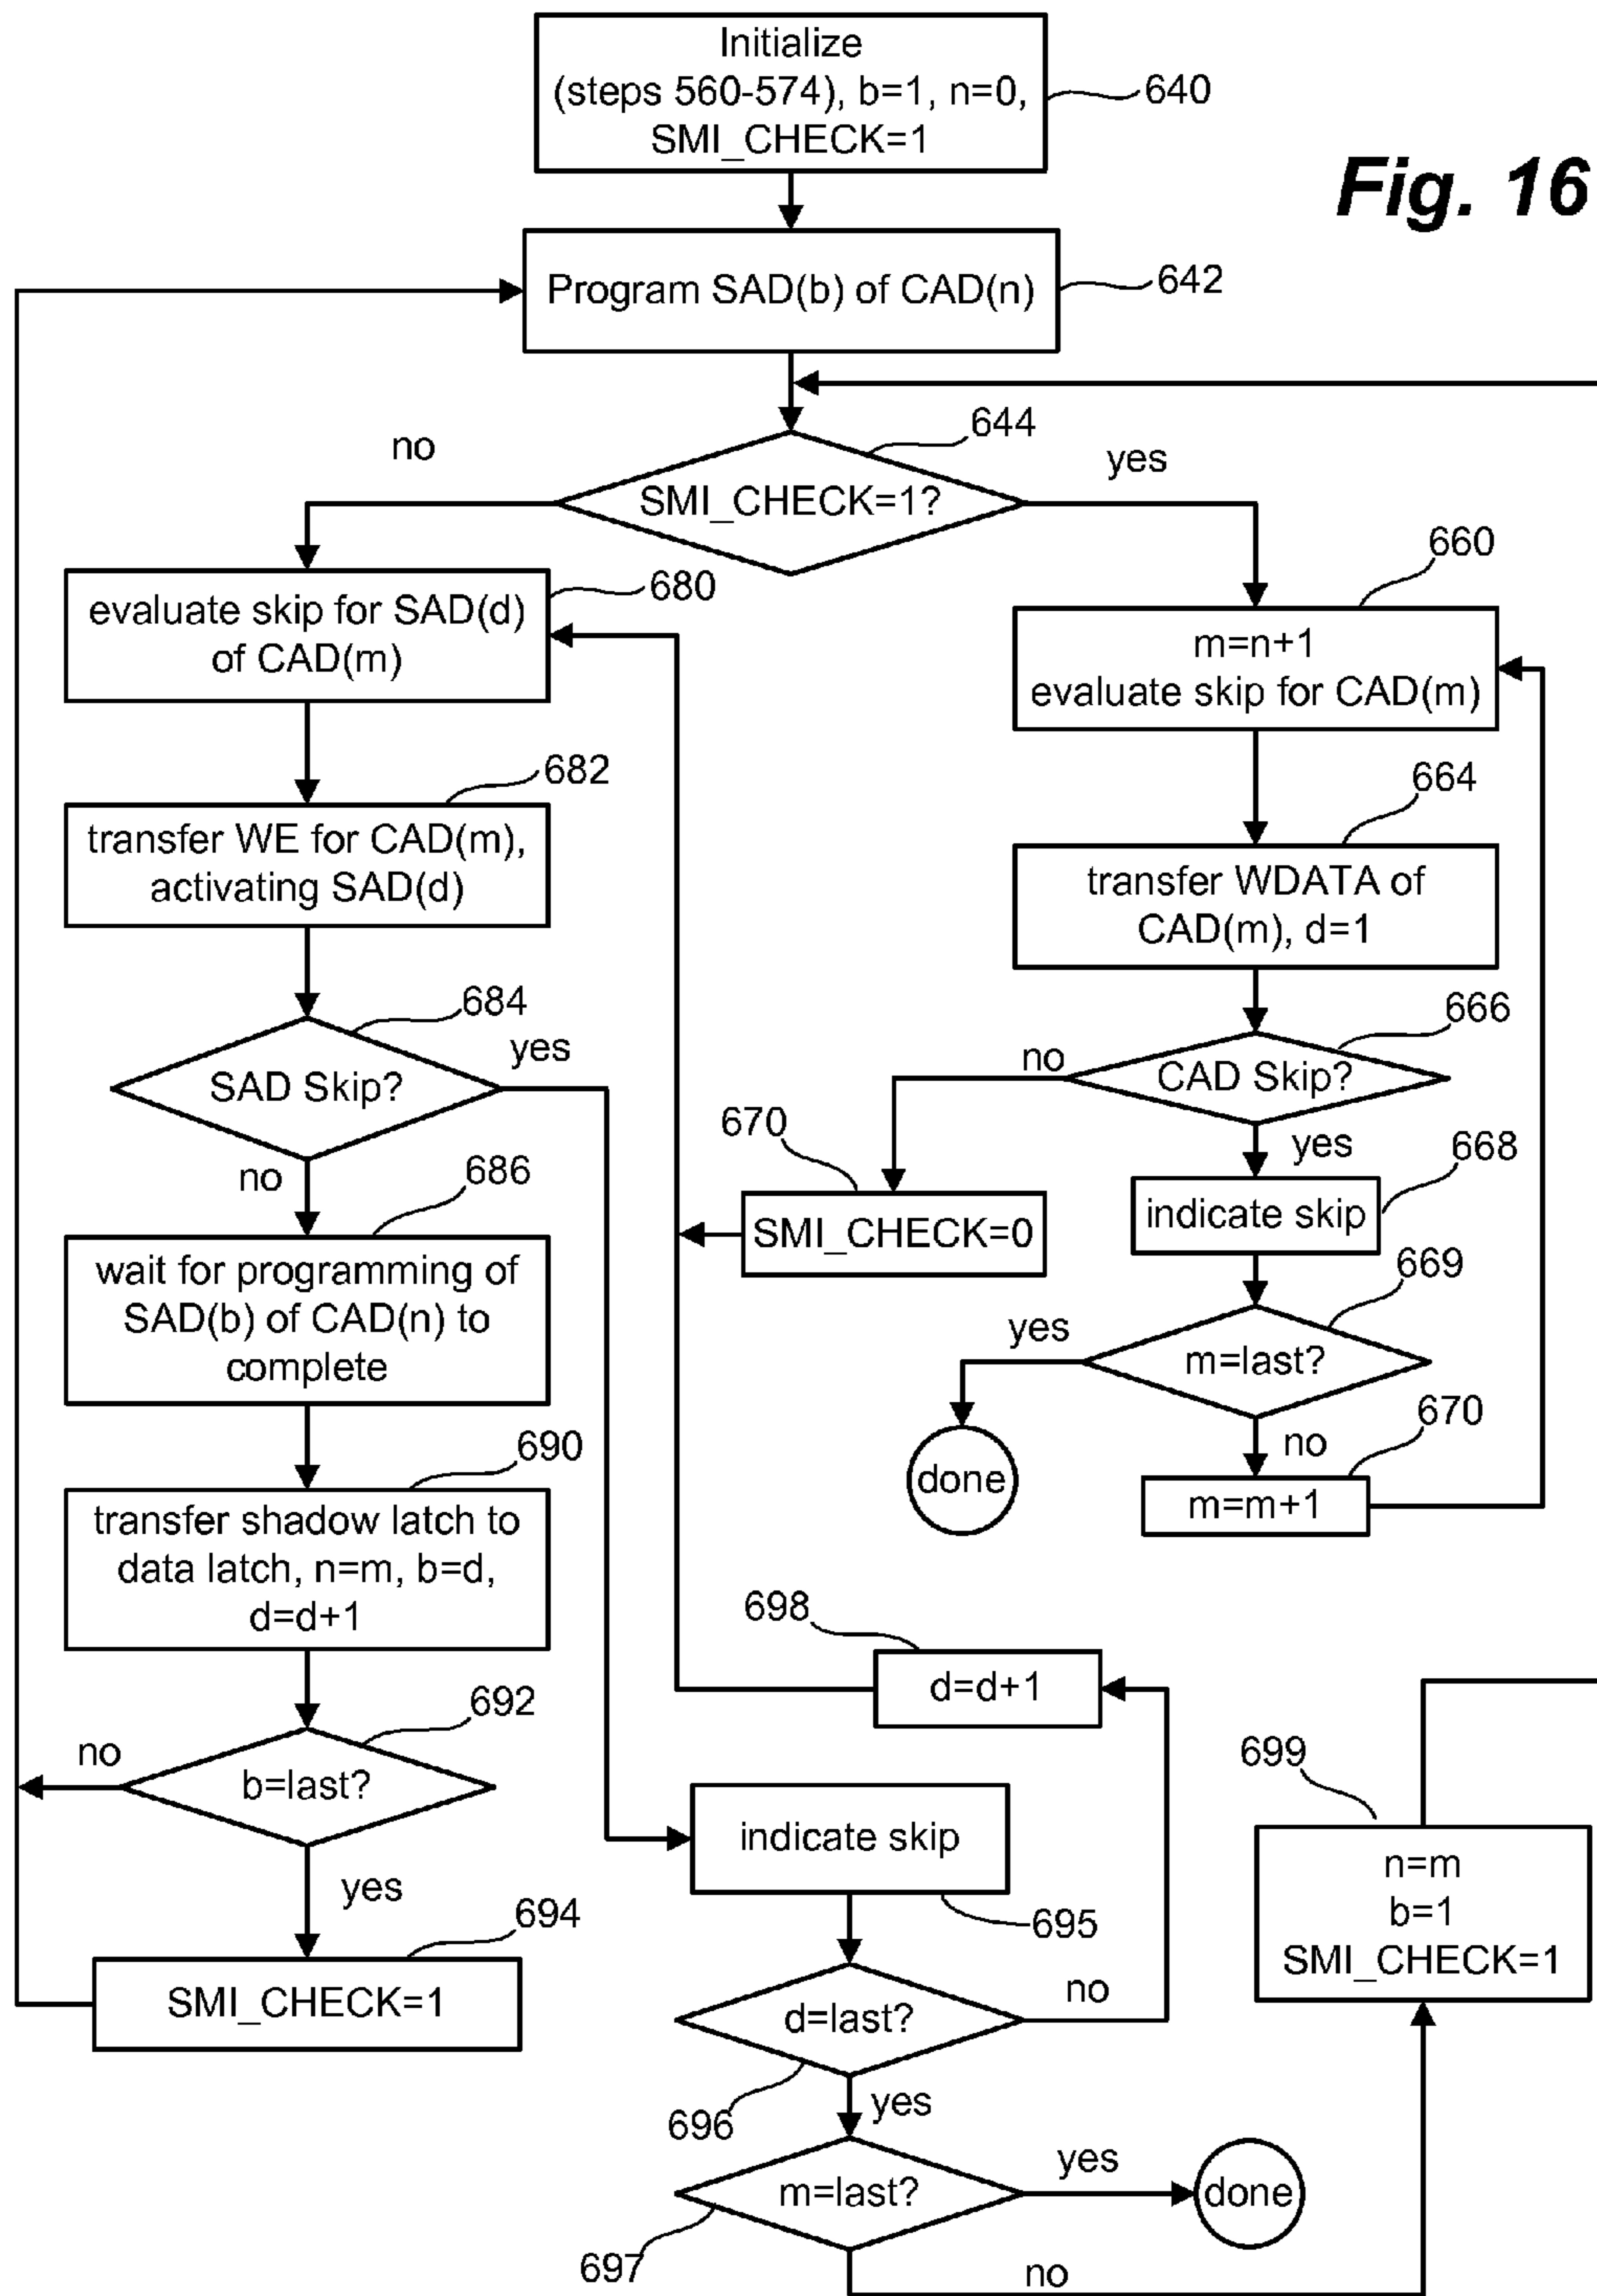 Initialize
(steps 560-574), b=1, n=0,
SMI_CHECK=1
640
Fig. 16
Program SAD(b) of CAD(n)
642
644
no
yes
SMI_CHECK=1?
660
680
evaluate skip for SAD(d)
of CAD(m)
m=n+1
evaluate skip for CAD(m)
682
664
transfer WE for CAD(m),
activating SAD(d)
transfer WDATA of
CAD(m), d=1
684
666
yes
no
SAD Skip?
CAD Skip?
670
yes
668
no
686
indicate skip
SMI_CHECK=0
669
wait for programming of
SAD(b) of CAD(n) to
complete
yes
m=last?
670
690
no
done
m=m+1
transfer shadow latch to
data latch, n=m, b=d,
d=d+1
698
d=d+1
692
no
699
b=last?
indicate skip
n=m
b=1
SMI_CHECK=1
yes
694
695
SMI_CHECK=1
no
d=last?
696
yes
yes
m=last?
done
697
no